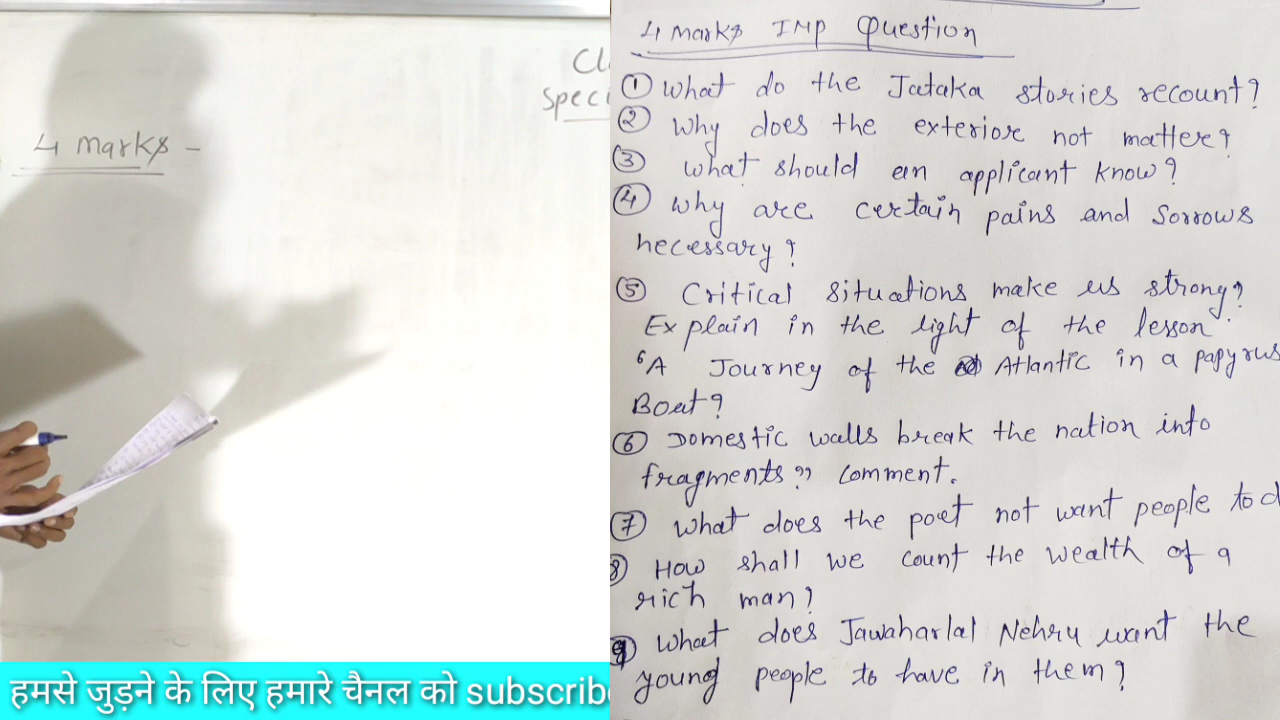 Cl
speci
4 marks -
हमसे जुड़ने के लिए हमारे चैनल को subscribe
4 marks IMP Question
① What do the Jataka stories recount?
② Why does the exterior not matter?
③ what should an applicant know?
④ why are certain pains and sorrows
necessary?
⑤ Critical situations make us strong?
Explain in the light of the lesson
"A Journey of the Atlantic in a papyrus
Boat?
⑥ Domestic walls break the nation into
fragments" comment.
⑦ What does the poet not want people to d
⑧ How shall we count the wealth of a
rich man?
⑨ What does Jawaharlal Nehru want the
young people to have in them?